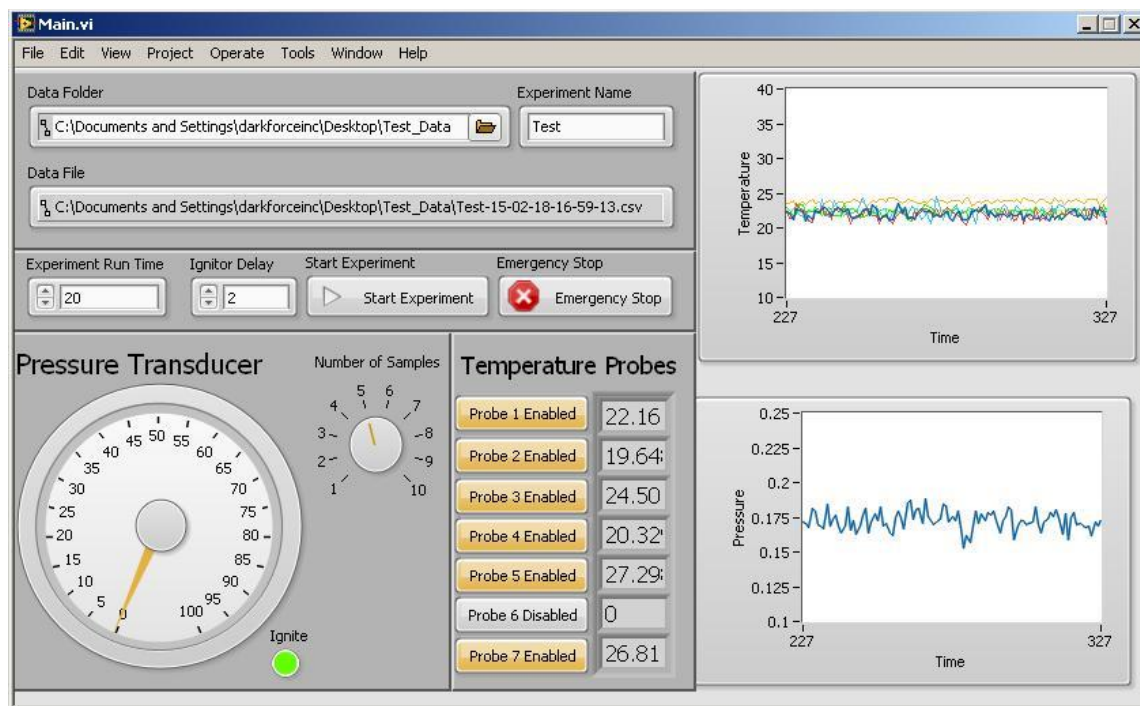 Main.vi
File Edit View Project Operate Tools Window Help
Data Folder
Experiment Name
C:\Documents and Settings\darkforceinc\Desktop\Test_Data
Test
Data File
C:\Documents and Settings\darkforceinc\Desktop\Test_Data\Test-15-02-18-16-59-13.csv
Experiment Run Time
Ignitor Delay
Start Experiment
Emergency Stop
20
2
Start Experiment
Emergency Stop
Pressure Transducer
0
5
10
15
20
25
30
35
40
45
50
55
60
65
70
75
80
85
90
95
100
Ignite
Number of Samples
1
2
3
4
5
6
7
8
9
10
Temperature Probes
Probe 1 Enabled 22.16
Probe 2 Enabled 19.64
Probe 3 Enabled 24.50
Probe 4 Enabled 20.32
Probe 5 Enabled 27.29
Probe 6 Disabled 0
Probe 7 Enabled 26.81
Temperature
40
35
30
25
20
15
10
227
327
Time
Pressure
0.25
0.225
0.2
0.175
0.15
0.125
0.1
227
327
Time